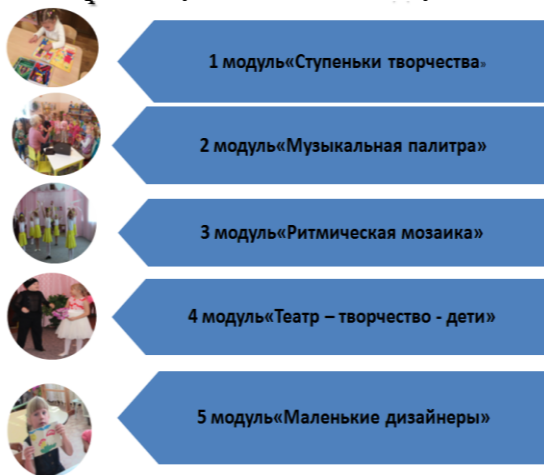 1 модуль«Ступеньки творчества»
2 модуль«Музыкальная палитра»
3 модуль«Ритмическая мозаика»
4 модуль«Театр – творчество - дети»
5 модуль«Маленькие дизайнеры»